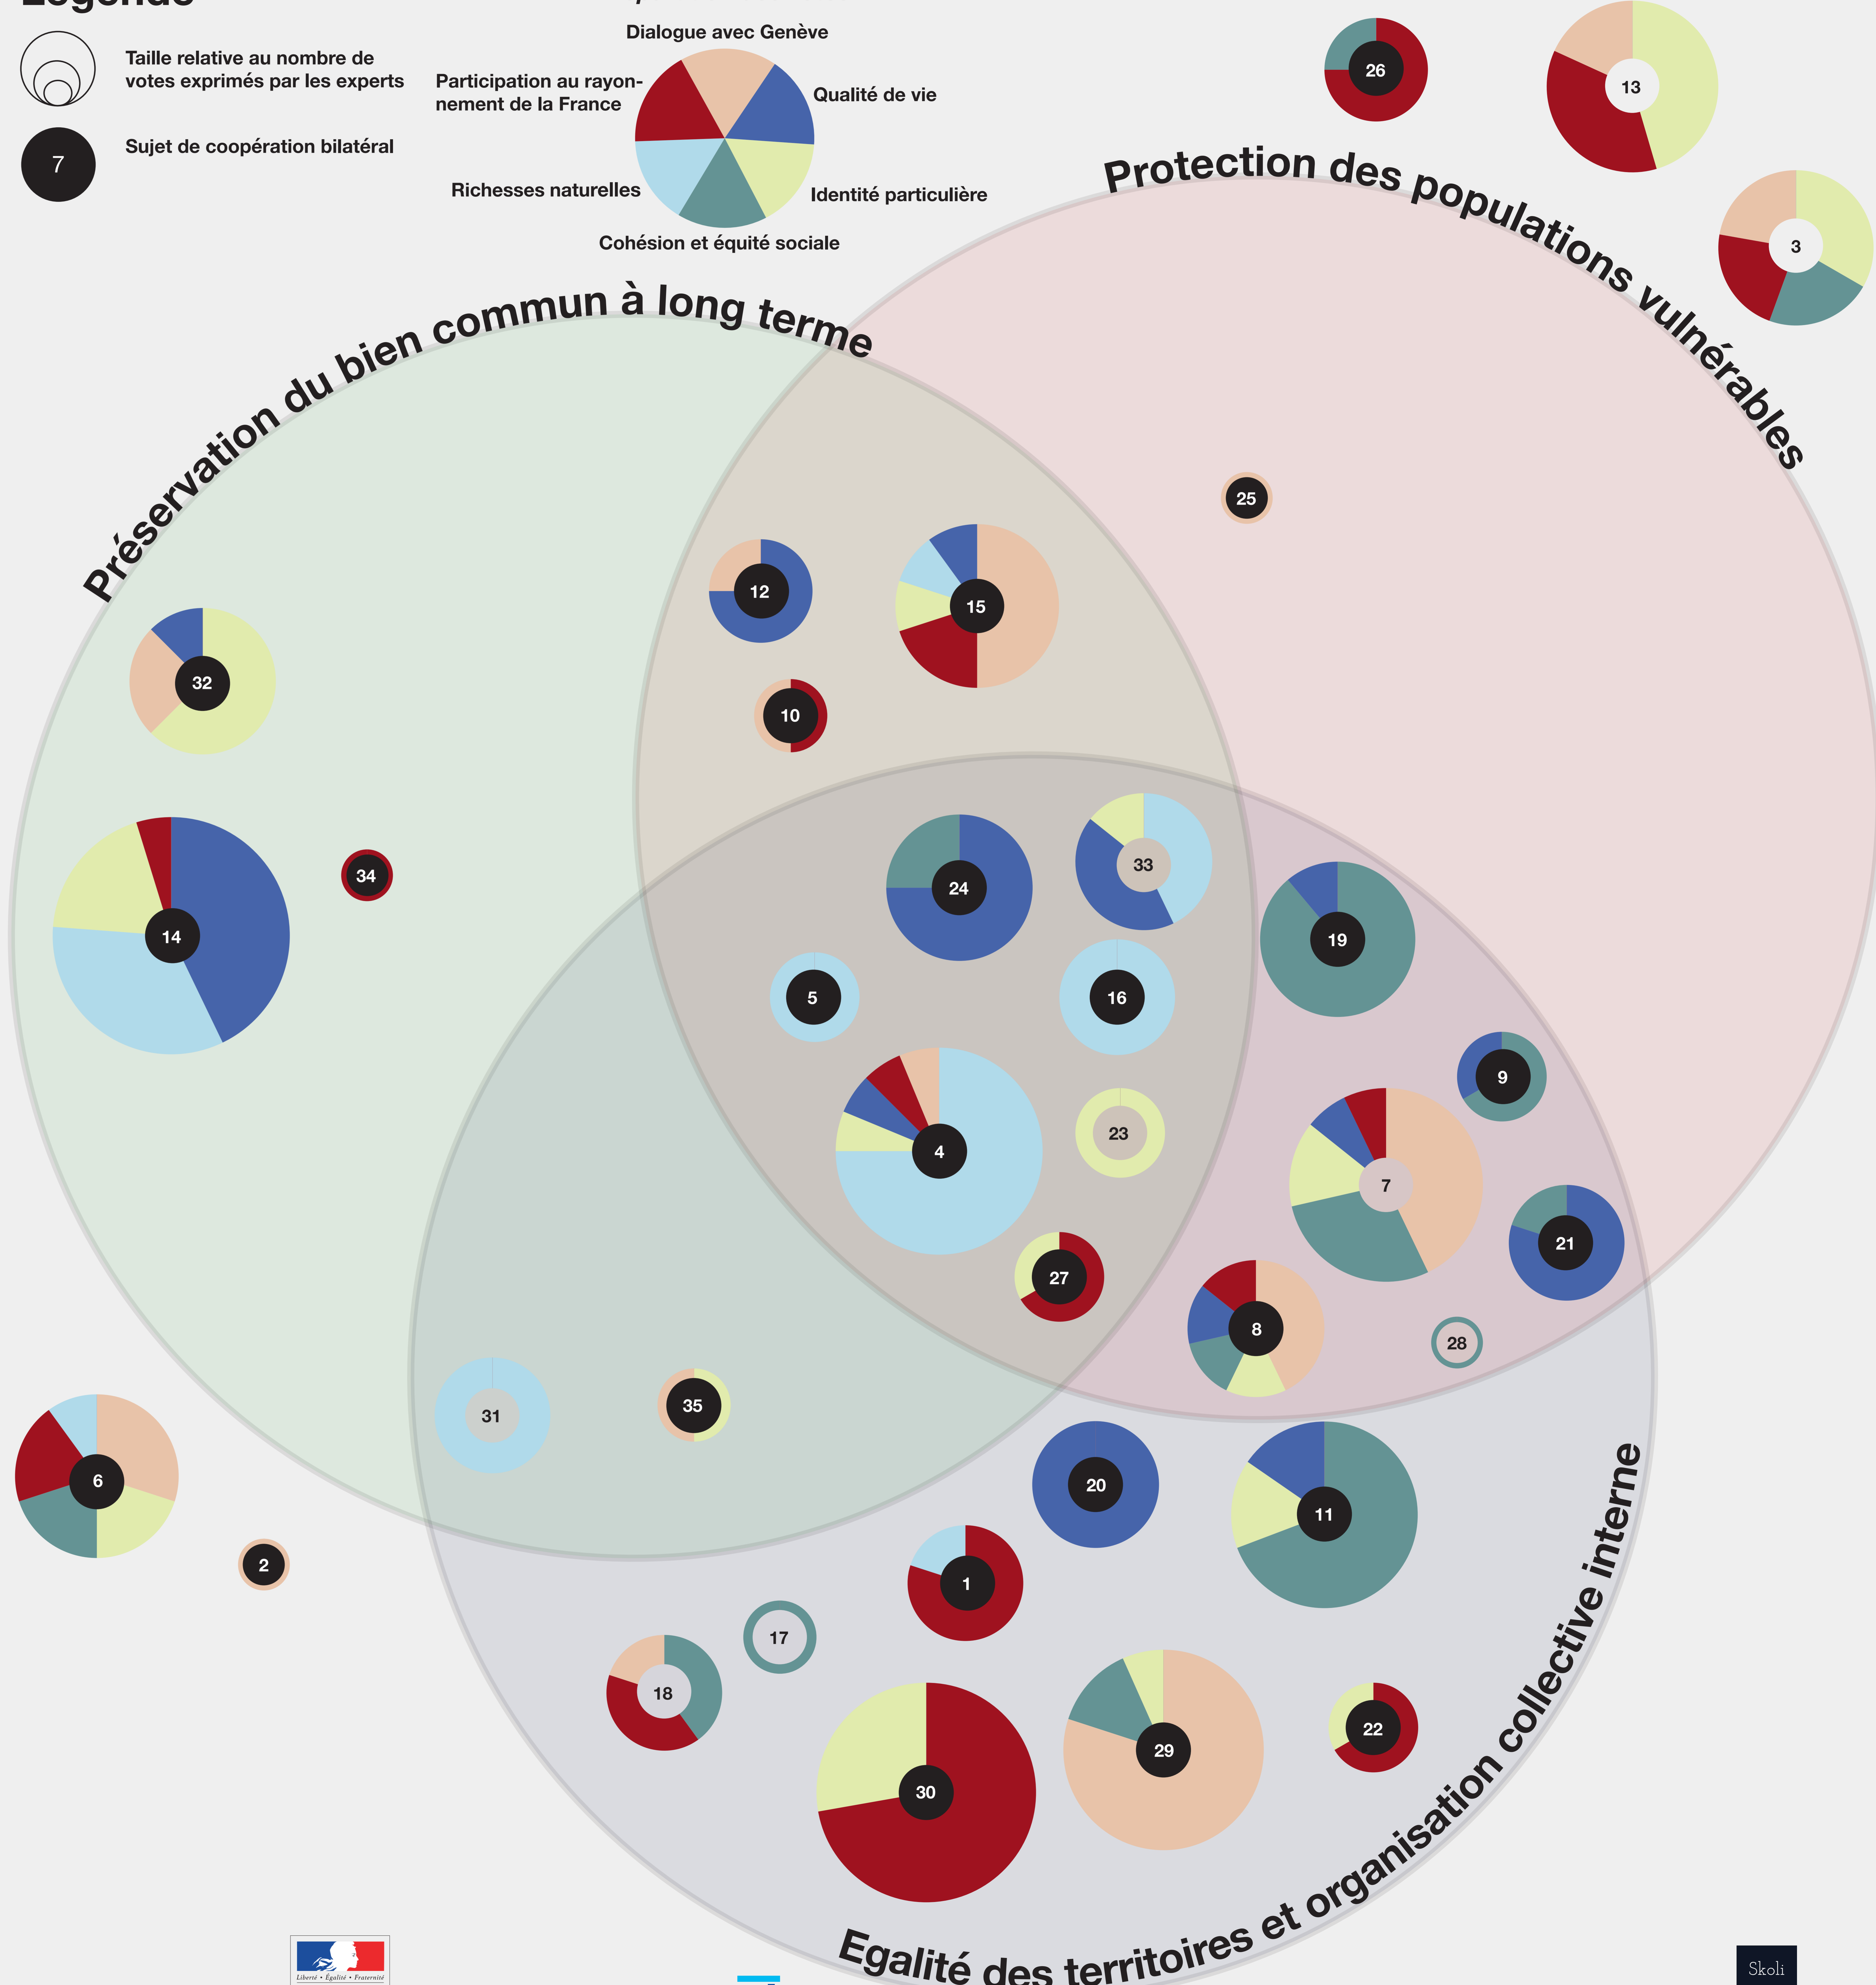 Légende
Taille relative au nombre de
votes exprimés par les experts
7
Sujet de coopération bilatéral
Dialogue avec Genève
Participation au rayon-
nement de la France
Qualité de vie
Richesses naturelles
Identité particulière
Cohésion et équité sociale
26
13
3
Protection des populations vulnérables
Préservation du bien commun à long terme
25
12
15
32
10
33
34
24
14
19
5
16
9
4
23
7
21
27
8
28
31
35
6
20
11
2
1
17
18
30
29
22
Egalité des territoires et organisation collective interne
Liberté • Égalité • Fraternité
Skoli